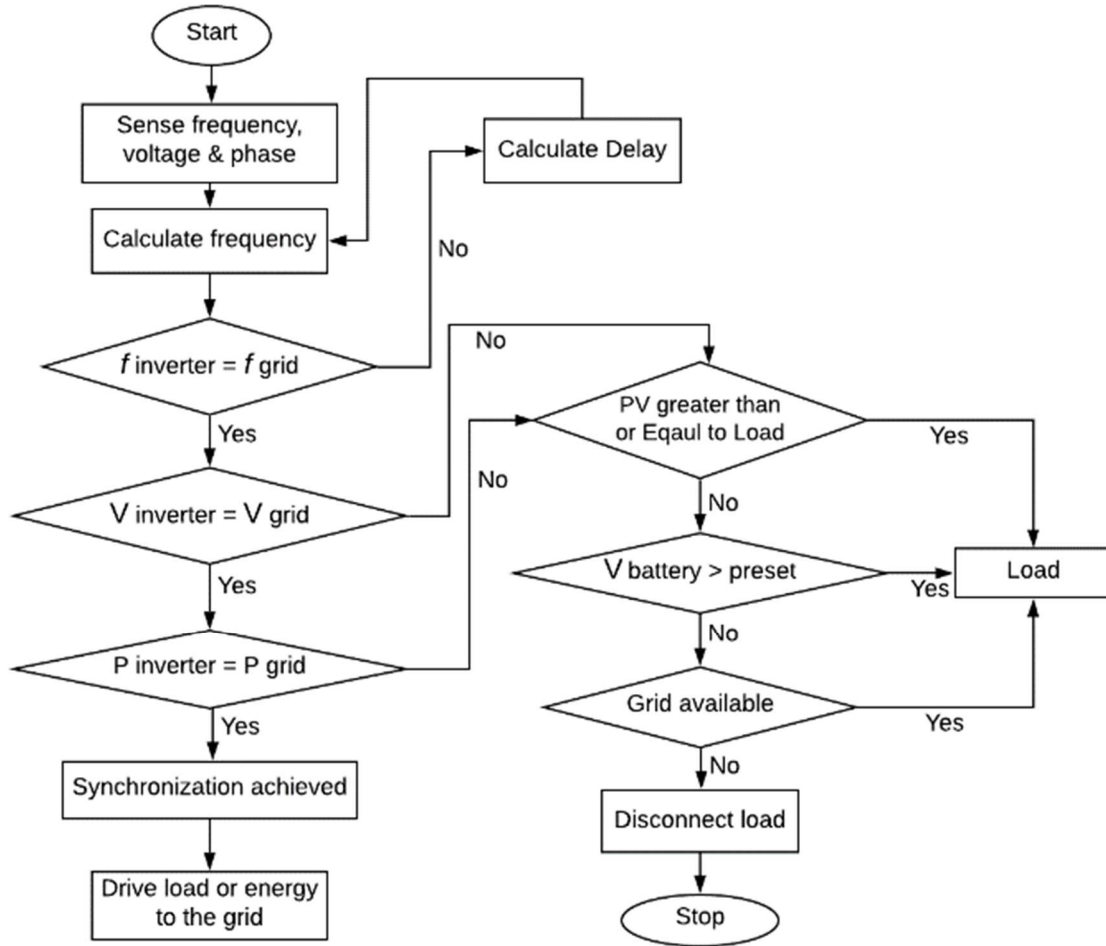 Start
Sense frequency,
voltage & phase
Calculate Delay
Calculate frequency
No
f inverter = f grid
No
Yes
PV greater than
or Eqaul to Load
Yes
V inverter = V grid
No
No
Yes
V battery > preset
Yes
Load
No
P inverter = P grid
Yes
Grid available
Yes
No
Synchronization achieved
Disconnect load
Drive load or energy
to the grid
Stop